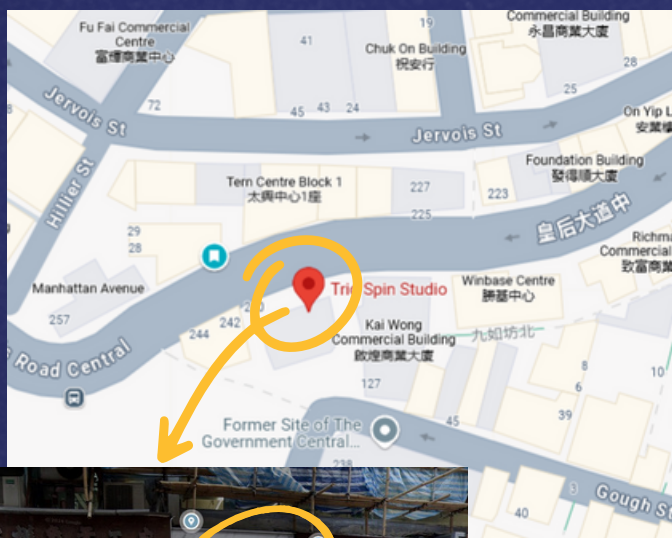 Fu Fai Commercial
Centre
富輝商業中心
41
19
Chuk On Building
祝安行
Commercial Building
永昌商業大廈
28
25
Jervois St
72
45
43
24
Jervois St
On Yip
Hillier St
Foundation Building
發得順大廈
Tern Centre Block 1
太興中心1座
227
223
225
皇后大道中
29
28
Richm
Commercial
致富商業
Manhattan Avenue
Spin Studio
Winbase Centre
勝基中心
257
244
242
Kai Wong
Commercial Building
啟煌商業大廈
九如坊北
s Road Central
127
8
6
10
Former Site of The
Government Central...
45
39
238
3
Gough St
40